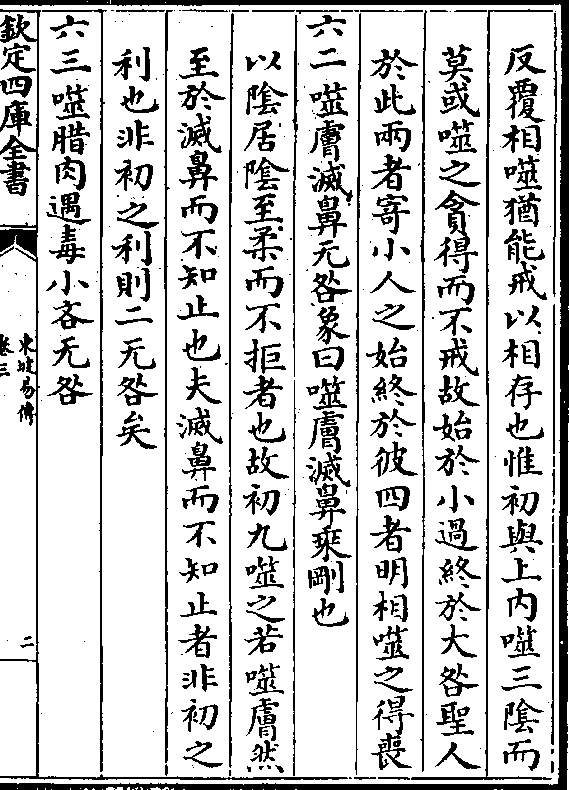 反覆相噬猶能戒以相存也惟初與上内噬三陰而
莫或噬之貪得而不戒故始於小過終於大咎聖人
於此兩者寄小人之始終於彼四者明相噬之得喪
六二噬膚滅鼻无咎象曰噬膚滅鼻乘剛也
以陰居陰至柔而不拒者也故初九噬之若噬膚然
至於滅鼻而不知止也夫滅鼻而不知止者非初之
利也非初之利則二无咎矣
六三噬腊肉遇毒小吝无咎
欽定四庫全書
東坡易傳
卷三
二